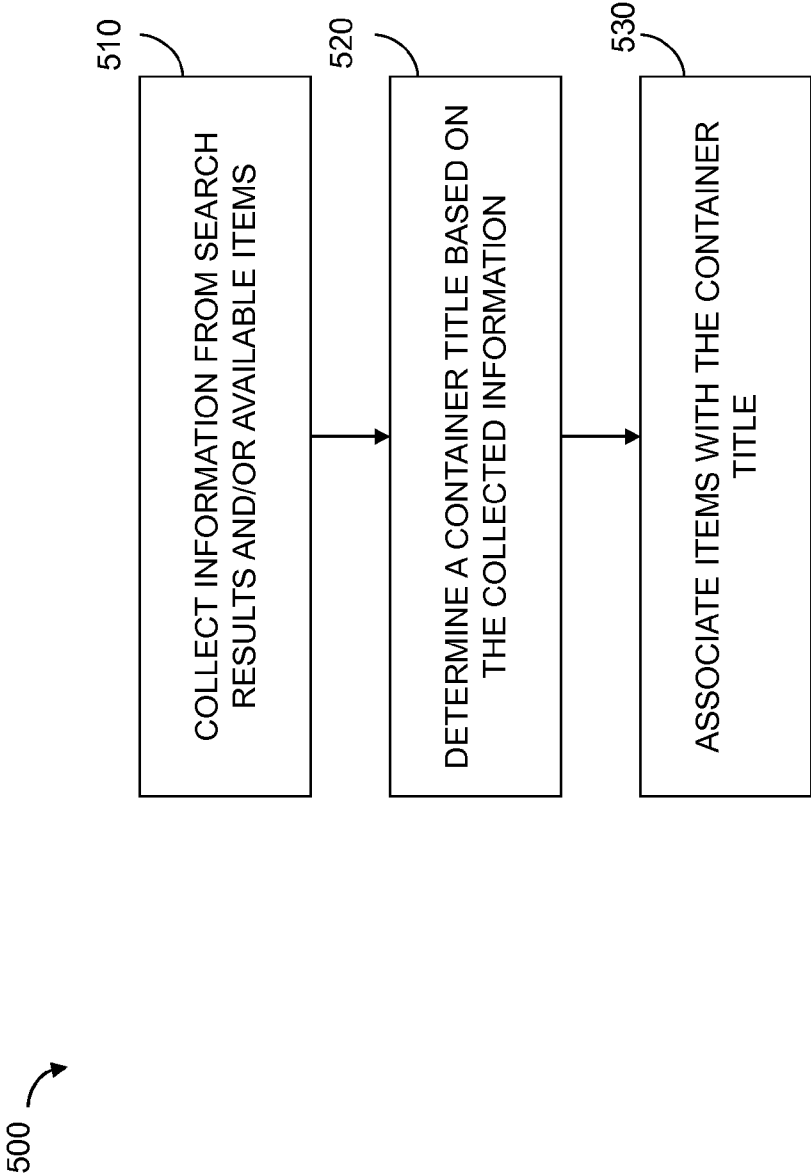 500
510
COLLECT INFORMATION FROM SEARCH
RESULTS AND/OR AVAILABLE ITEMS
520
DETERMINE A CONTAINER TITLE BASED ON
THE COLLECTED INFORMATION
530
ASSOCIATE ITEMS WITH THE CONTAINER
TITLE